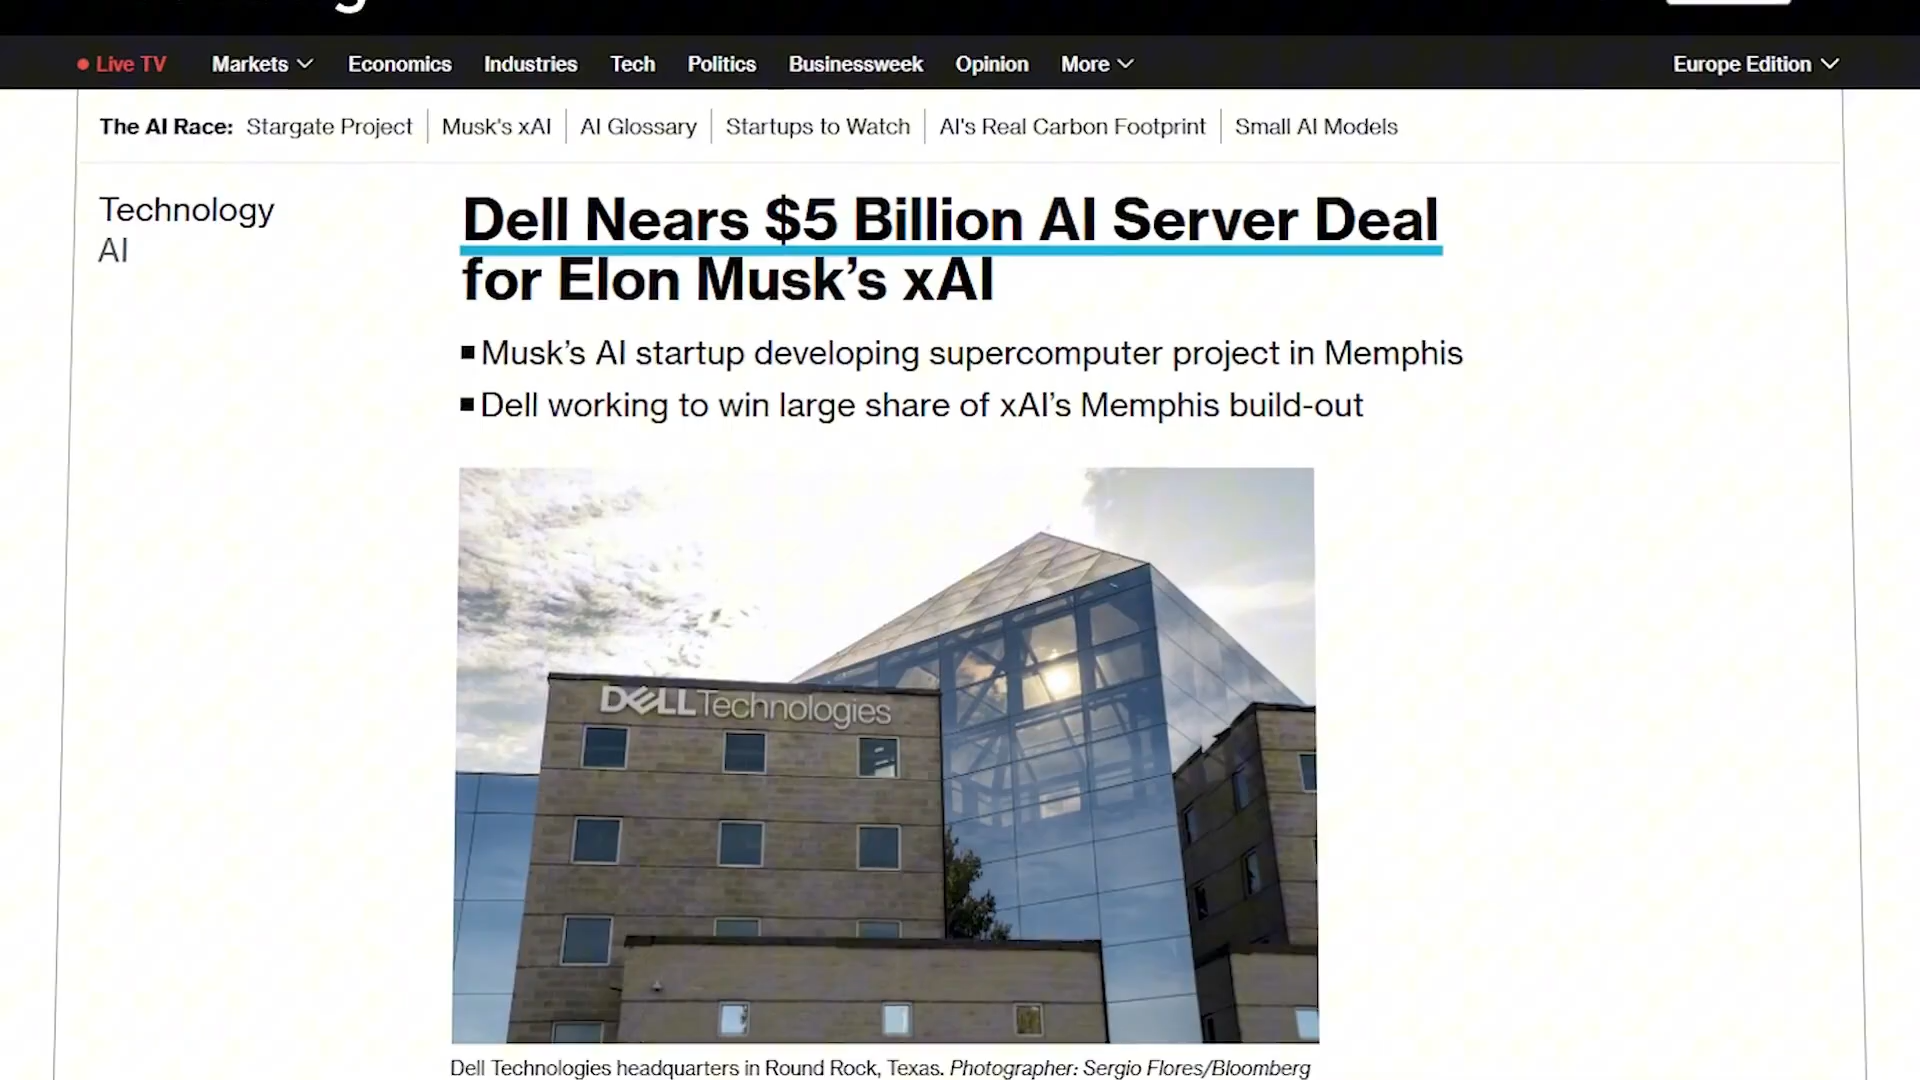 Live TV Markets Economics Industries Tech Politics Businessweek Opinion More Europe Edition
The AI Race: Stargate Project Musk's xAI AI Glossary Startups to Watch AI's Real Carbon Footprint Small AI Models
Technology
AI
Dell Nears $5 Billion AI Server Deal
for Elon Musk’s xAI
■ Musk’s AI startup developing supercomputer project in Memphis
■ Dell working to win large share of xAI’s Memphis build-out
DELL Technologies
Dell Technologies headquarters in Round Rock, Texas. Photographer: Sergio Flores/Bloomberg